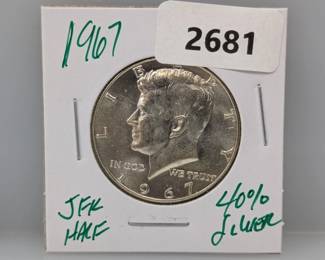 1967
2681
LIBERTY
IN GOD WE TRUST
1967
JFK
HALF
40%
SILVER